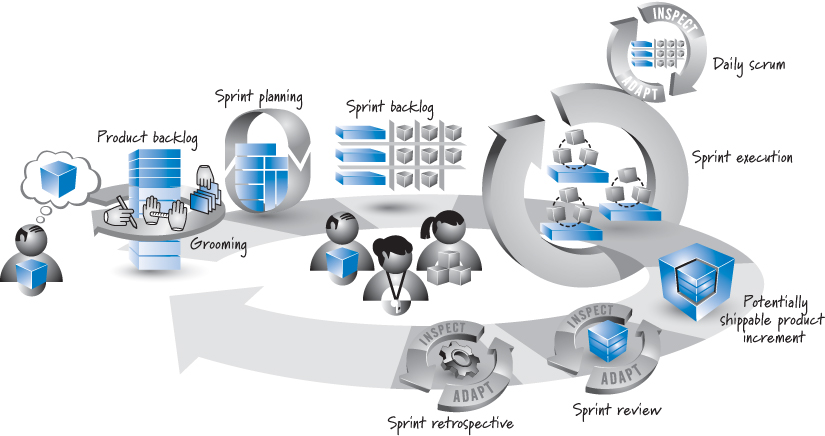 INSPECT
ADAPT
Daily scrum
Sprint planning
Sprint backlog
Product backlog
Sprint execution
Grooming
Potentially
shippable product
increment
INSPECT
ADAPT
Sprint retrospective
INSPECT
ADAPT
Sprint review